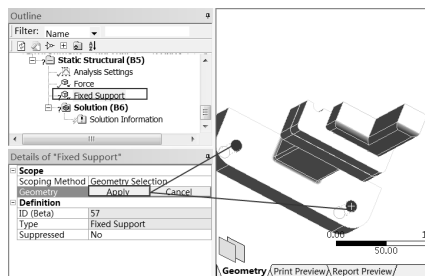 Outline
Filter: Name
Static Structural (B5)
Analysis Settings
Force
Fixed Support
Solution (B6)
Solution Information
Details of "Fixed Support"
Scope
Scoping Method Geometry Selection
Geometry Apply Cancel
Definition
ID (Beta) 57
Type Fixed Support
Suppressed No
0.00
50.00
Geometry Print Preview Report Preview